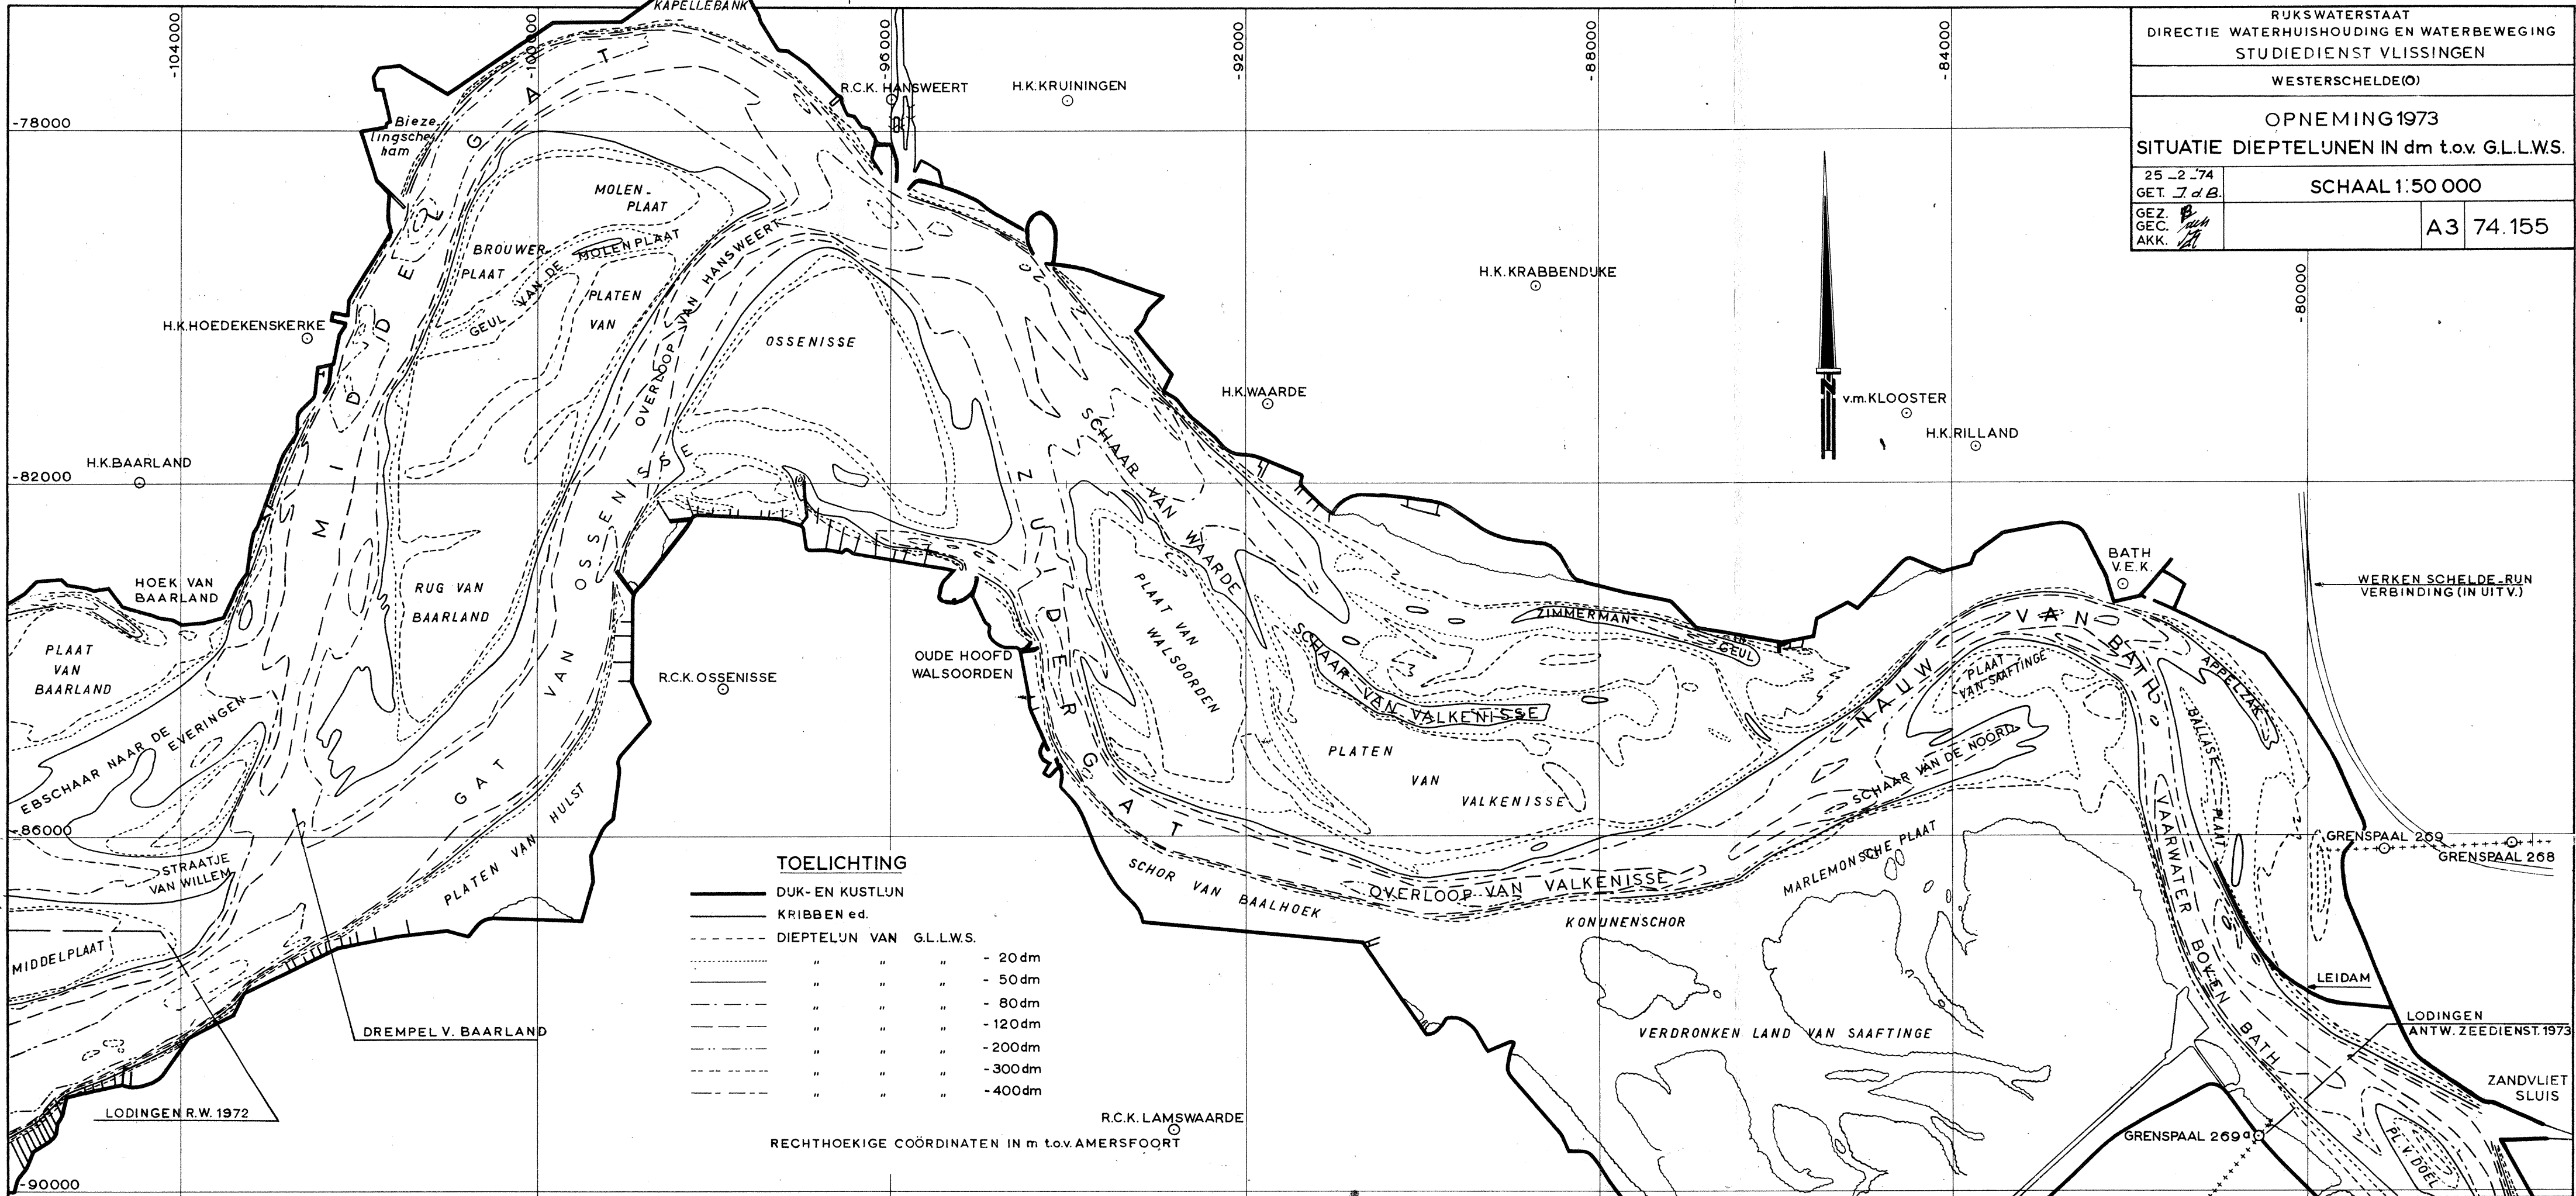 KAPELLEBANK
-104000
-100000
-96000
-92000
-88000
-84000
-80000
-78000
-82000
-86000
-90000
RIJKSWATERSTAAT
DIRECTIE WATERHUISHOUDING EN WATERBEWEGING
STUDIEDIENST VLISSINGEN
WESTERSCHELDE(O)
OPNEMING 1973
SITUATIE DIEPTELIJNEN IN dm t.o.v. G.L.L.W.S.
25-2-'74
GET. J.d.B.
SCHAAL 1:50 000
GEZ.
GEC.
AKK.
A3 74.155
R.C.K. HANSWEERT
H.K. KRUININGEN
Bieze-
lingsche
ham
MOLEN-
PLAAT
BROUWER-
PLAAT
GEUL VAN DE MOLENPLAAT
PLATEN
VAN
OSSENISSE
OVERLOOP VAN HANSWEERT
MIDDELGAT
H.K. HOEDEKENSKERKE
H.K. BAARLAND
H.K. KRABBENDIJKE
H.K. WAARDE
v.m. KLOOSTER
H.K. RILLAND
N
HOEK VAN
BAARLAND
PLAAT
VAN
BAARLAND
RUG VAN
BAARLAND
GAT VAN OSSENISSE
EBSCHAAR NAAR DE
EVERINGEN
STRAATJE
VAN WILLEM
MIDDELPLAAT
PLATEN VAN HULST
DREMPEL V. BAARLAND
LODINGEN R.W. 1972
R.C.K. OSSENISSE
OUDE HOOFD
WALSOORDEN
ZUIDERGAT
SCHAAR VAN WAARDE
PLAAT VAN
WALSOORDEN
SCHAAR VAN VALKENISSE
ZIMMERMAN
GEUL
PLATEN
VAN
VALKENISSE
OVERLOOP VAN VALKENISSE
SCHOR VAN BAALHOEK
KONIJNENSCHOR
MARLEMONSCHE PLAAT
VERDRONKEN LAND VAN SAAFTINGE
NAUW VAN BATH
PLAAT
VAN SAAFTINGE
SCHAAR VAN DE NOORD
BATH
V.E.K.
APPELZAK
BALLAST
PLAAT
VAARWATER BOVEN BATH
WERKEN SCHELDE-RIJN
VERBINDING (IN UITV.)
GRENSPAAL 269
GRENSPAAL 268
LEIDAM
LODINGEN
ANTW. ZEEDIENST. 1973
ZANDVLIET
SLUIS
GRENSPAAL 269a
PL. V. DOEL
TOELICHTING
DIJK- EN KUSTLIJN
KRIBBEN ed.
DIEPTELIJN VAN G.L.L.W.S.
" " " - 20dm
" " " - 50dm
" " " - 80dm
" " " - 120dm
" " " - 200dm
" " " - 300dm
" " " - 400dm
R.C.K. LAMSWAARDE
RECHTHOEKIGE COÖRDINATEN IN m t.o.v. AMERSFOORT